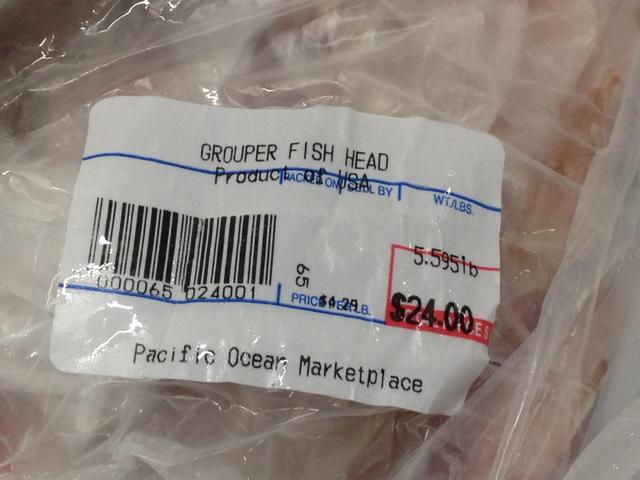 GROUPER FISH HEAD
Product of USA
PACKED ON SELL BY
WT/LBS.
5.595lb
000065 024001
65
PRICE PER LB.
$4.29
$24.00
Pacific Ocean Marketplace